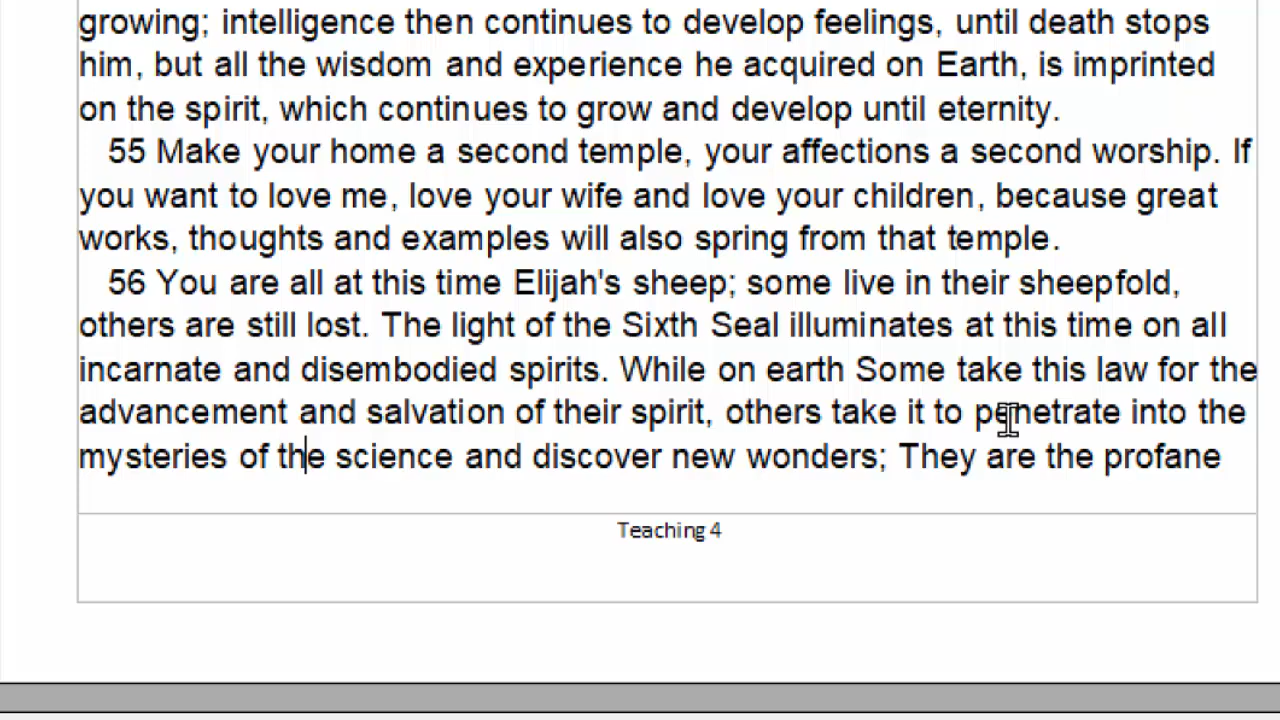 growing; intelligence then continues to develop feelings, until death stops
him, but all the wisdom and experience he acquired on Earth, is imprinted
on the spirit, which continues to grow and develop until eternity.
55 Make your home a second temple, your affections a second worship. If
you want to love me, love your wife and love your children, because great
works, thoughts and examples will also spring from that temple.
56 You are all at this time Elijah's sheep; some live in their sheepfold,
others are still lost. The light of the Sixth Seal illuminates at this time on all
incarnate and disembodied spirits. While on earth Some take this law for the
advancement and salvation of their spirit, others take it to penetrate into the
mysteries of the science and discover new wonders; They are the profane
Teaching 4